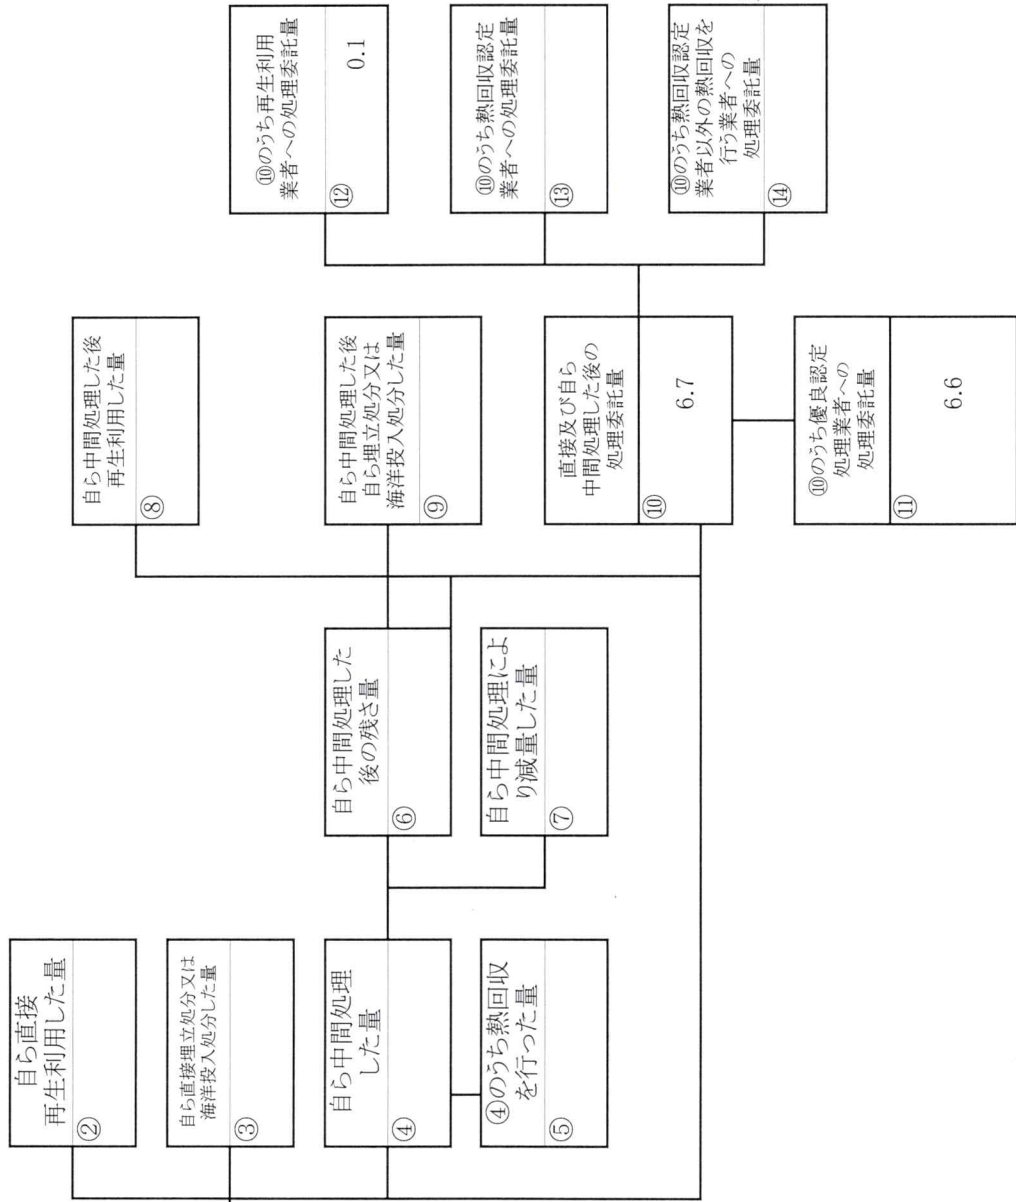 自ら直接
再生利用した量
②
自ら直接埋立処分又は
海洋投入処分した量
③
自ら中間処理
した量
④
④のうち熱回収
を行った量
⑤
自ら中間処理した
後の残さ量
⑥
自ら中間処理によ
り減量した量
⑦
自ら中間処理した後
再生利用した量
⑧
自ら中間処理した後
自ら埋立処分又は
海洋投入処分した量
⑨
直接及び自ら
中間処理した後の
処理委託量
⑩
6.7
⑩のうち優良認定
処理業者への
処理委託量
⑪
6.6
⑩のうち再生利用
業者への処理委託量
⑫
0.1
⑩のうち熱回収認定
業者への処理委託量
⑬
⑩のうち熱回収認定
業者以外の熱回収を
行う業者への
処理委託量
⑭